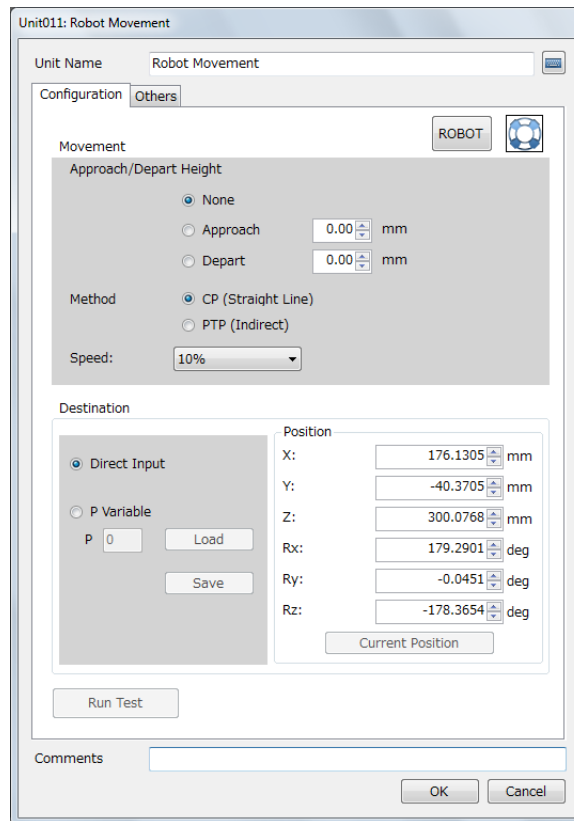 Unit011: Robot Movement
Unit Name Robot Movement
Configuration Others
ROBOT
Movement
Approach/Depart Height
None
Approach 0.00 mm
Depart 0.00 mm
Method CP (Straight Line)
PTP (Indirect)
Speed: 10%
Destination
Position
Direct Input
X: 176.1305 mm
Y: -40.3705 mm
P Variable
Z: 300.0768 mm
P 0 Load
Rx: 179.2901 deg
Save
Ry: -0.0451 deg
Rz: -178.3654 deg
Current Position
Run Test
Comments
OK Cancel